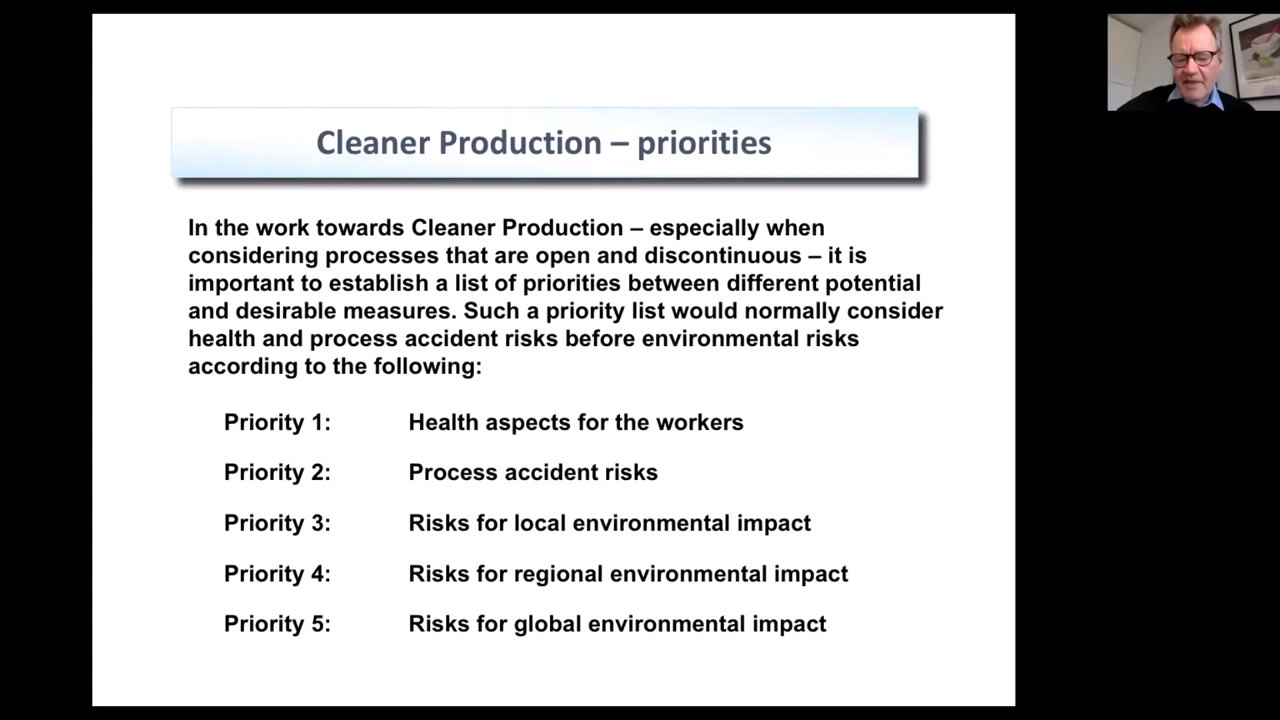 Cleaner Production – priorities
In the work towards Cleaner Production – especially when
considering processes that are open and discontinuous – it is
important to establish a list of priorities between different potential
and desirable measures. Such a priority list would normally consider
health and process accident risks before environmental risks
according to the following:
Priority 1: Health aspects for the workers
Priority 2: Process accident risks
Priority 3: Risks for local environmental impact
Priority 4: Risks for regional environmental impact
Priority 5: Risks for global environmental impact